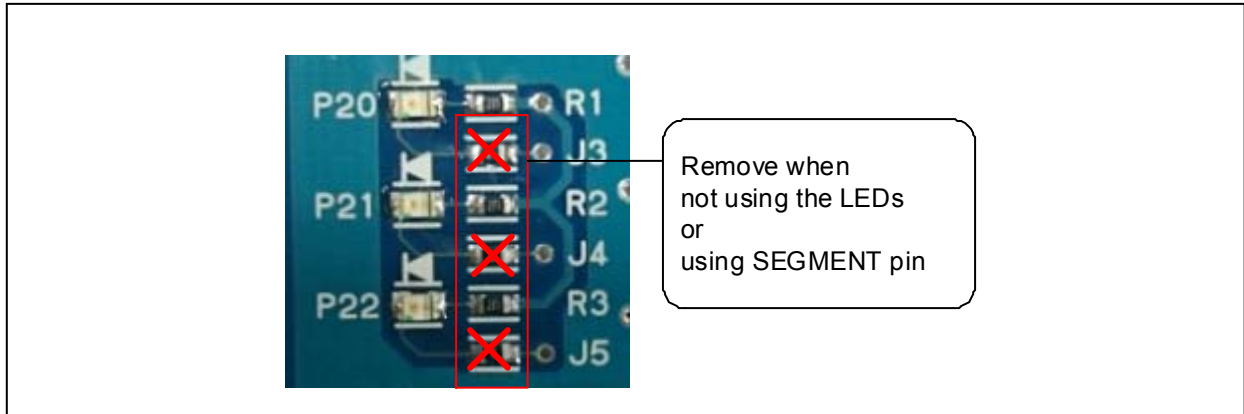 P20 R1
J3
P21 R2
J4
P22 R3
J5
Remove when
not using the LEDs
or
using SEGMENT pin